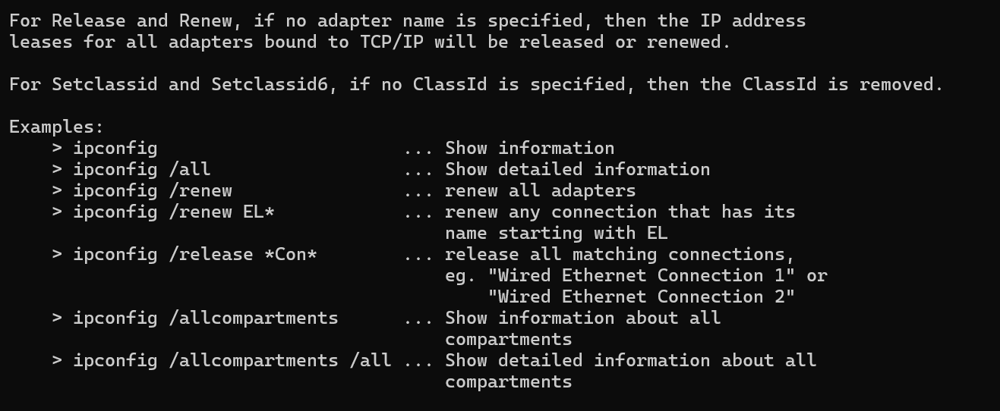 For Release and Renew, if no adapter name is specified, then the IP address
leases for all adapters bound to TCP/IP will be released or renewed.

For Setclassid and Setclassid6, if no ClassId is specified, then the ClassId is removed.

Examples:
    > ipconfig                       ... Show information
    > ipconfig /all                  ... Show detailed information
    > ipconfig /renew                ... renew all adapters
    > ipconfig /renew EL*            ... renew any connection that has its
                                         name starting with EL
    > ipconfig /release *Con*        ... release all matching connections,
                                         eg. "Wired Ethernet Connection 1" or
                                             "Wired Ethernet Connection 2"
    > ipconfig /allcompartments      ... Show information about all
                                         compartments
    > ipconfig /allcompartments /all ... Show detailed information about all
                                         compartments